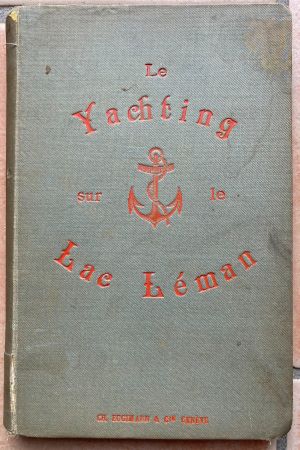 Le
Yachting
sur le
Lac Léman
CH. EGGIMANN & CIE GENÈVE